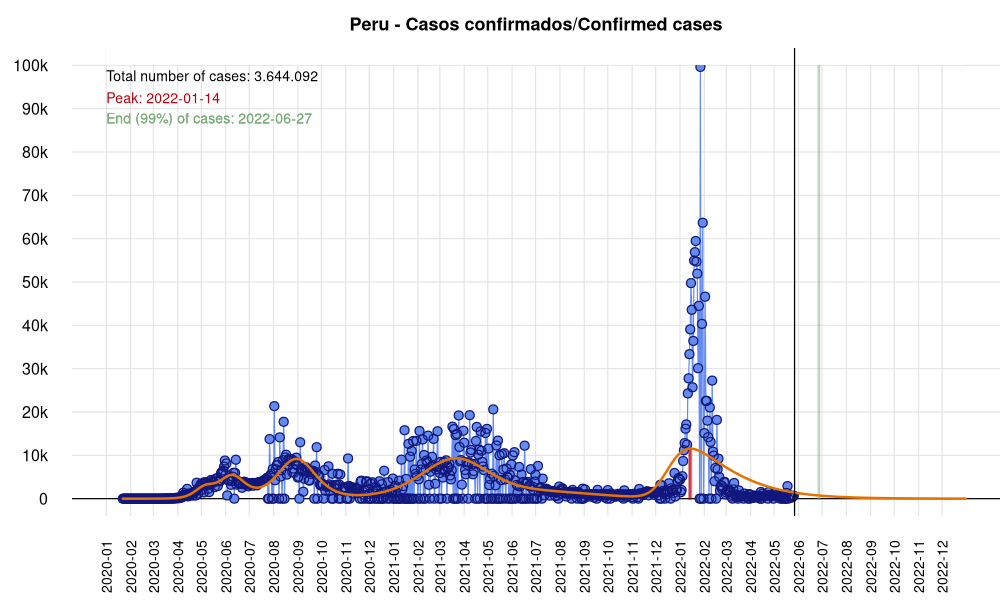 Peru - Casos confirmados/Confirmed cases
Total number of cases: 3.644.092
Peak: 2022-01-14
End (99%) of cases: 2022-06-27
100k
90k
80k
70k
60k
50k
40k
30k
20k
10k
0
2020-01
2020-02
2020-03
2020-04
2020-05
2020-06
2020-07
2020-08
2020-09
2020-10
2020-11
2020-12
2021-01
2021-02
2021-03
2021-04
2021-05
2021-06
2021-07
2021-08
2021-09
2021-10
2021-11
2021-12
2022-01
2022-02
2022-03
2022-04
2022-05
2022-06
2022-07
2022-08
2022-09
2022-10
2022-11
2022-12